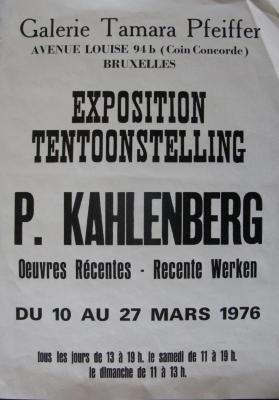 Galerie Tamara Pfeiffer
AVENUE LOUISE 94 b (Coin Concorde)
BRUXELLES
EXPOSITION
TENTOONSTELLING
P. KAHLENBERG
Oeuvres Récentes - Recente Werken
DU 10 AU 27 MARS 1976
tous les jours de 13 à 19 h. le samedi de 11 à 19 h.
le dimanche de 11 à 13 h.